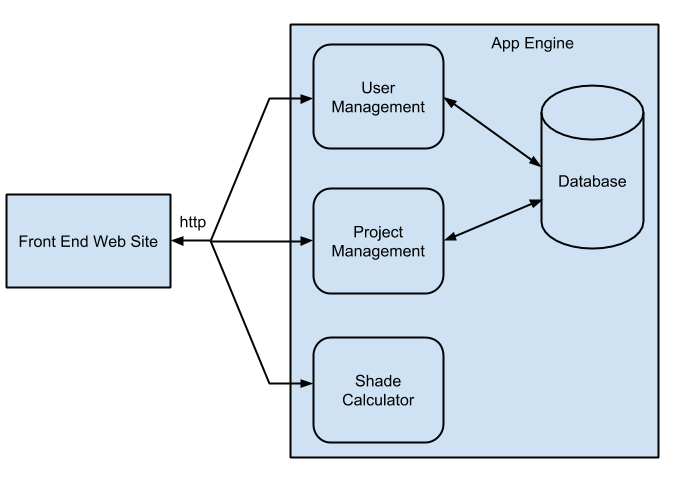 App Engine
User
Management
Database
http
Front End Web Site
Project
Management
Shade
Calculator